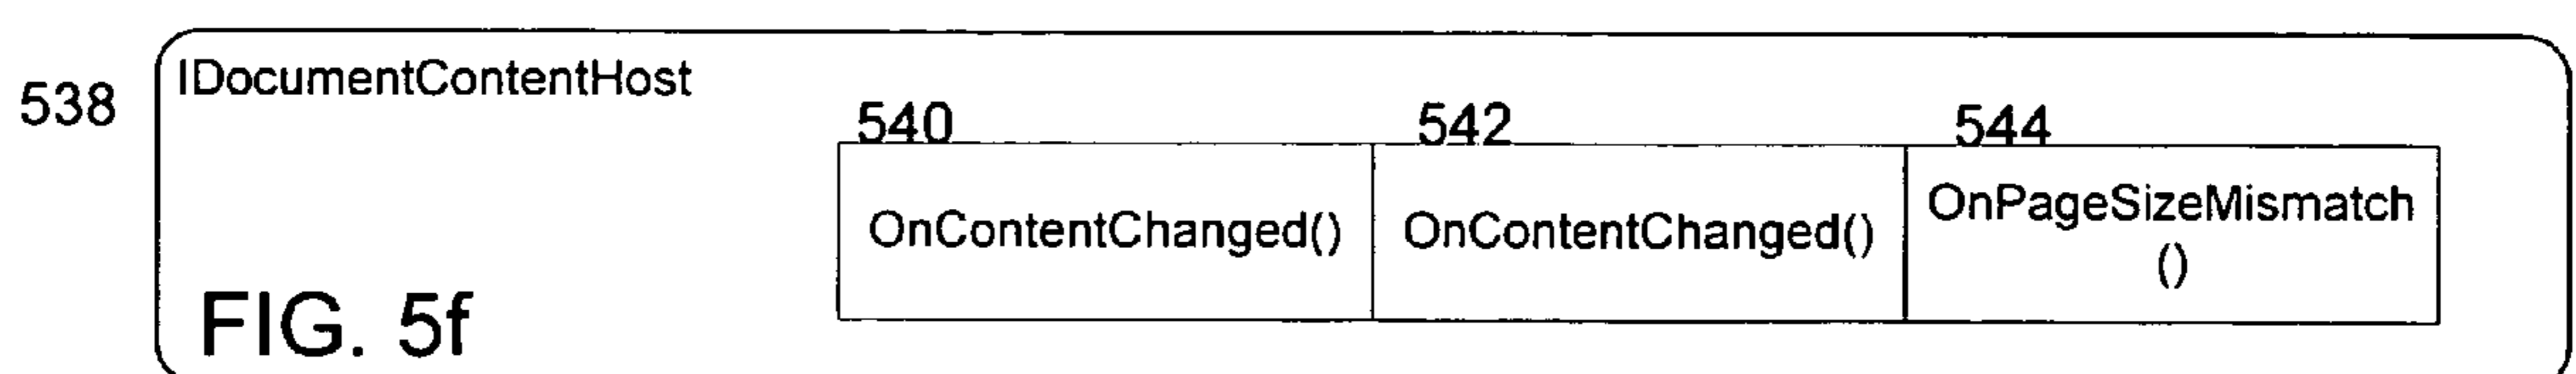 IDocumentContentHost
538
540 542 544
OnContentChanged() OnContentChanged() OnPageSizeMismatch
()
FIG. 5f